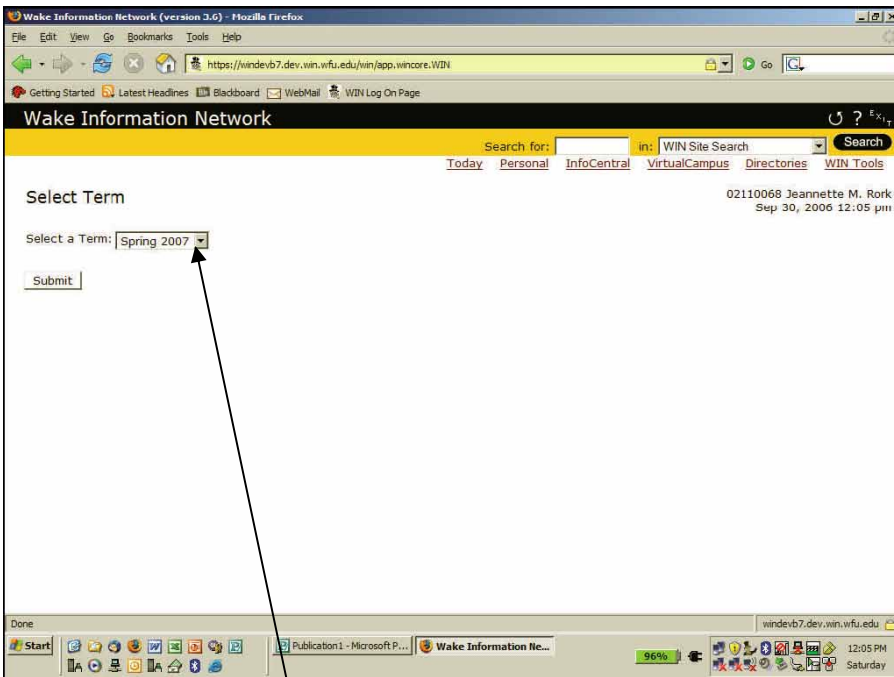 Wake Information Network (version 3.6) - Mozilla Firefox
File Edit View Go Bookmarks Tools Help
https://windevb7.dev.win.wfu.edu/win/app.wincore.WIN Go G
Getting Started Latest Headlines Blackboard WebMail WIN Log On Page
Wake Information Network ? EXIT
Search for: in: WIN Site Search Search
Today Personal InfoCentral VirtualCampus Directories WIN Tools
Select Term
02110068 Jeannette M. Rork
Sep 30, 2006 12:05 pm
Select a Term: Spring 2007
Submit
Done windevb7.dev.win.wfu.edu
Start Publication1 - Microsoft P... Wake Information Ne... 96% 12:05 PM
Saturday